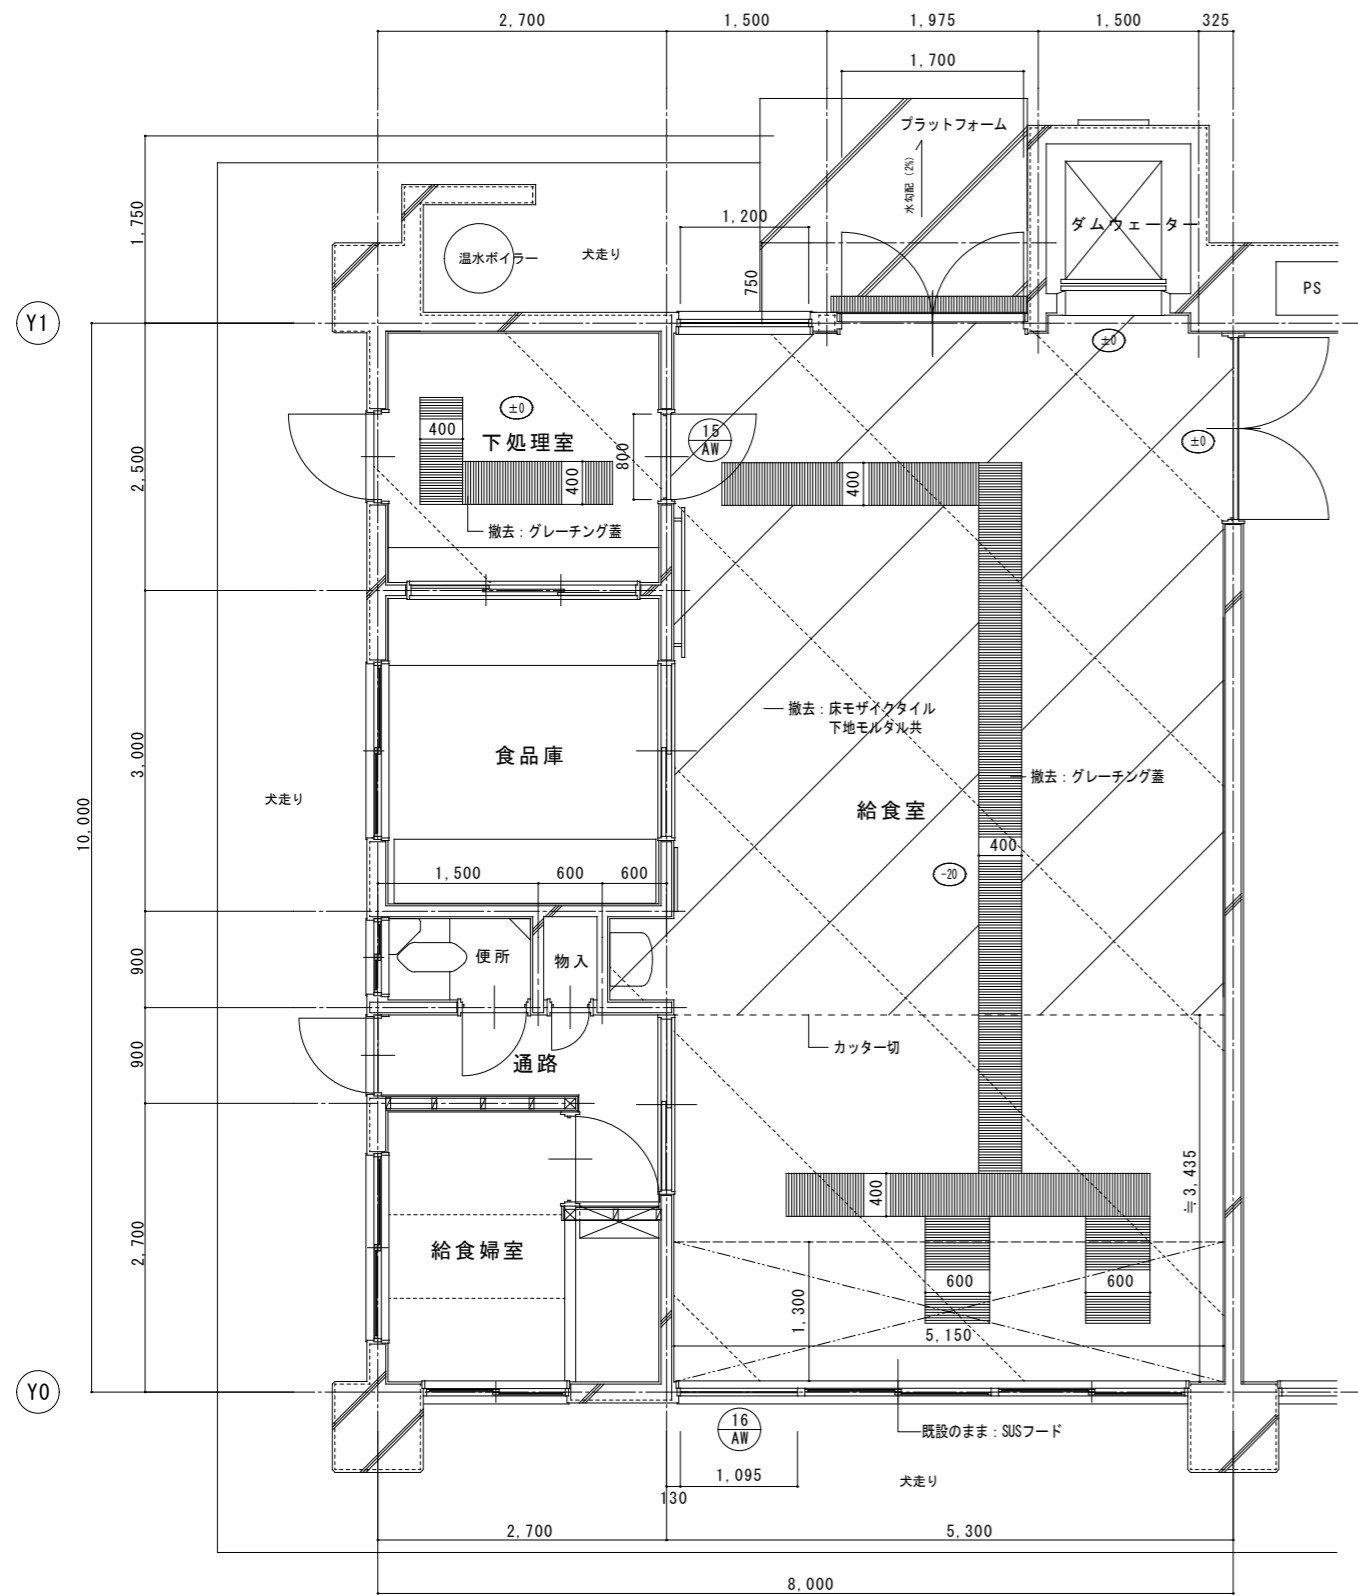 2,700
1,500
1,975
1,500
325
1,700
プラットフォーム
水勾配 (2%)
1,750
1,200
ダムウェーター
温水ボイラー
犬走り
750
PS
Y1
±0
±0
400
下処理室
800
15
AW
±0
2,500
400
400
撤去：グレーチング蓋
撤去：床モザイクタイル
下地モルタル共
3,000
食品庫
撤去：グレーチング蓋
犬走り
給食室
10,000
400
1,500
600
600
-20
900
便所
物入
カッター切
900
通路
≒3,435
400
2,700
給食婦室
600
600
1,300
5,150
Y0
16
AW
既設のまま：SUSフード
1,095
犬走り
130
2,700
5,300
8,000